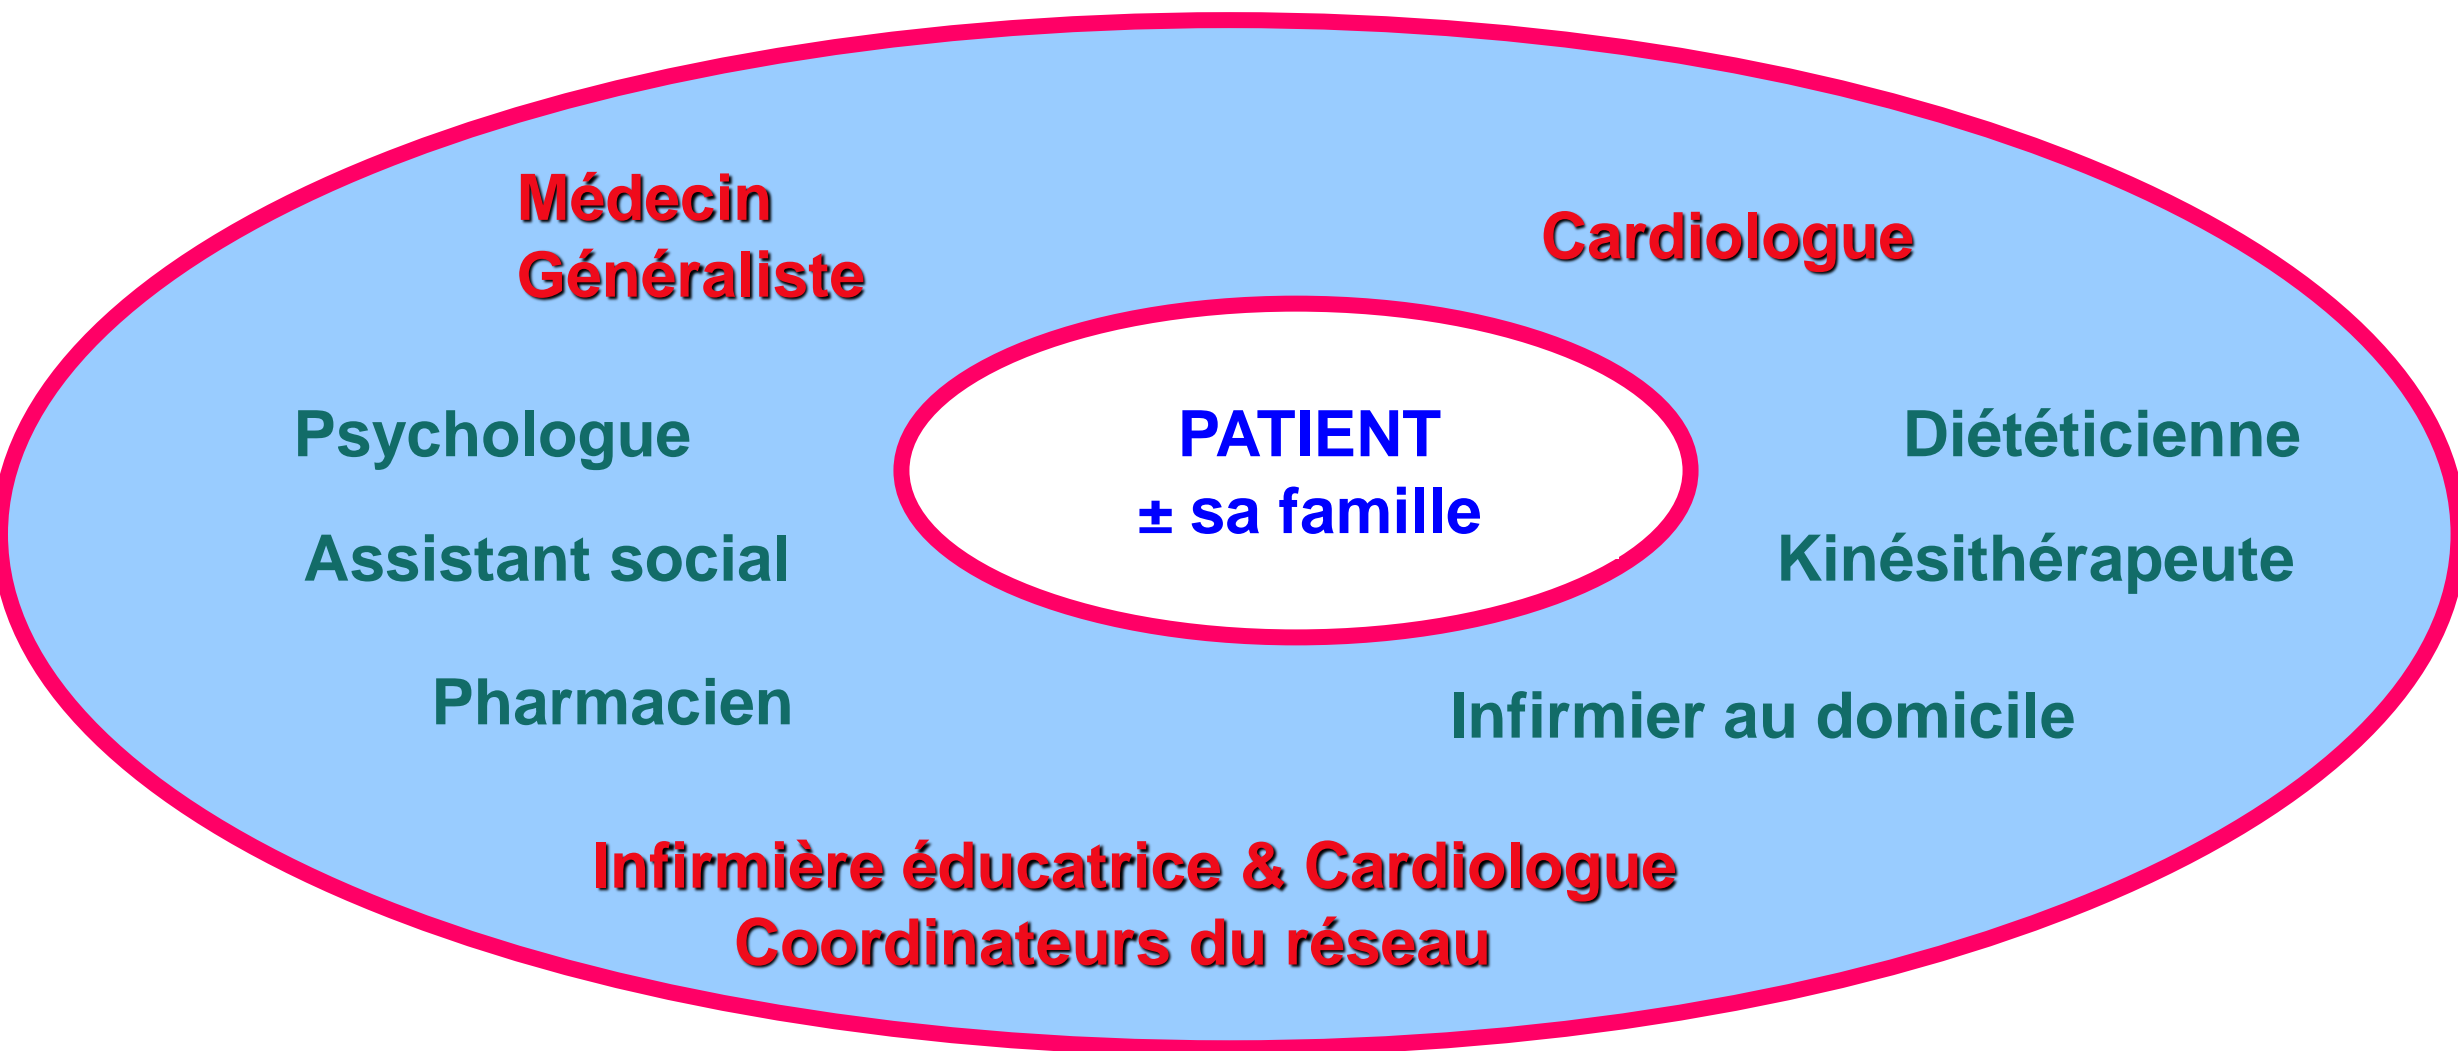 Médecin
Généraliste
Cardiologue
Psychologue
PATIENT
± sa famille
Diététicienne
Assistant social
Kinésithérapeute
Pharmacien
Infirmier au domicile
Infirmière éducatrice & Cardiologue
Coordinateurs du réseau